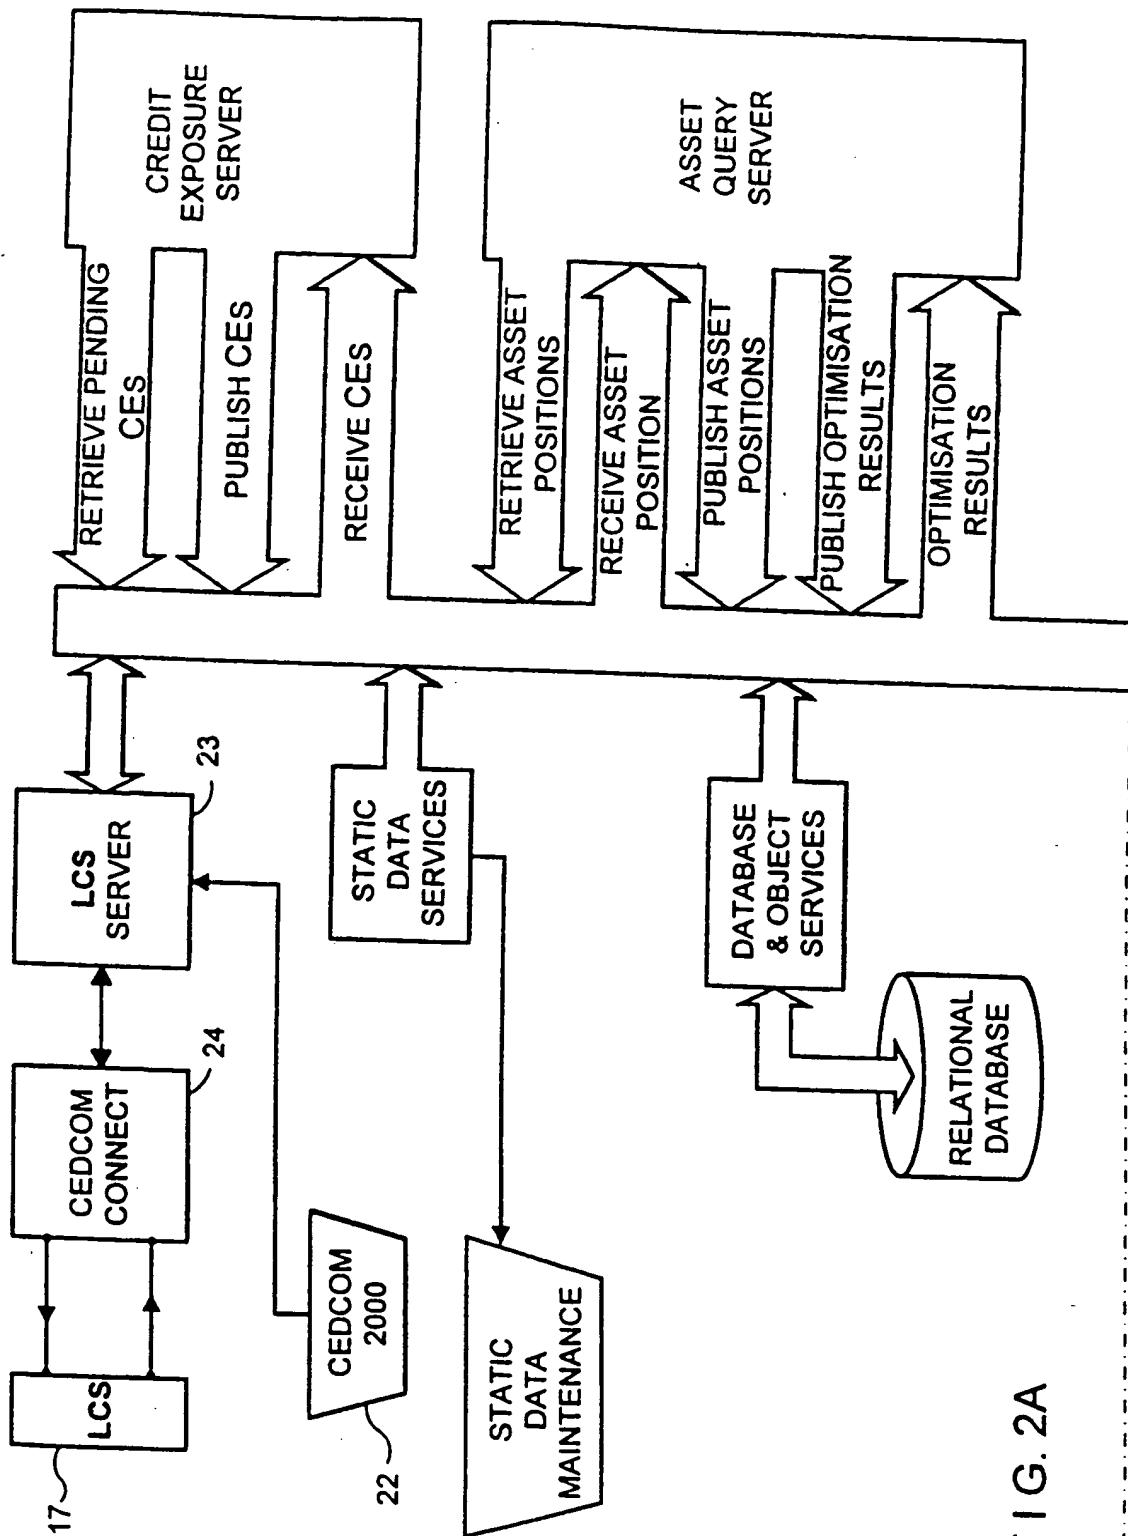 17
LCS
24
CEDCOM
CONNECT
23
LCS
SERVER
22
CEDCOM
2000
STATIC
DATA
SERVICES
STATIC
DATA
MAINTENANCE
DATABASE
& OBJECT
SERVICES
RELATIONAL
DATABASE
RETRIEVE PENDING
CES
PUBLISH CES
RECEIVE CES
CREDIT
EXPOSURE
SERVER
RETRIEVE ASSET
POSITIONS
RECEIVE ASSET
POSITION
PUBLISH ASSET
POSITIONS
PUBLISH OPTIMISATION
RESULTS
OPTIMISATION
RESULTS
ASSET
QUERY
SERVER
I G. 2A